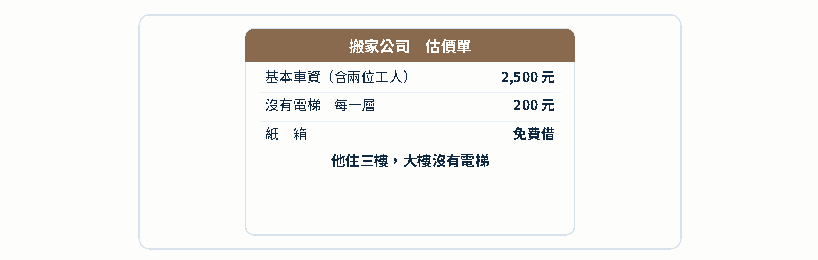 搬家公司　估價單
基本車資（含兩位工人） 2,500 元
沒有電梯　每一層 200 元
紙　箱 免費借
他住三樓，大樓沒有電梯